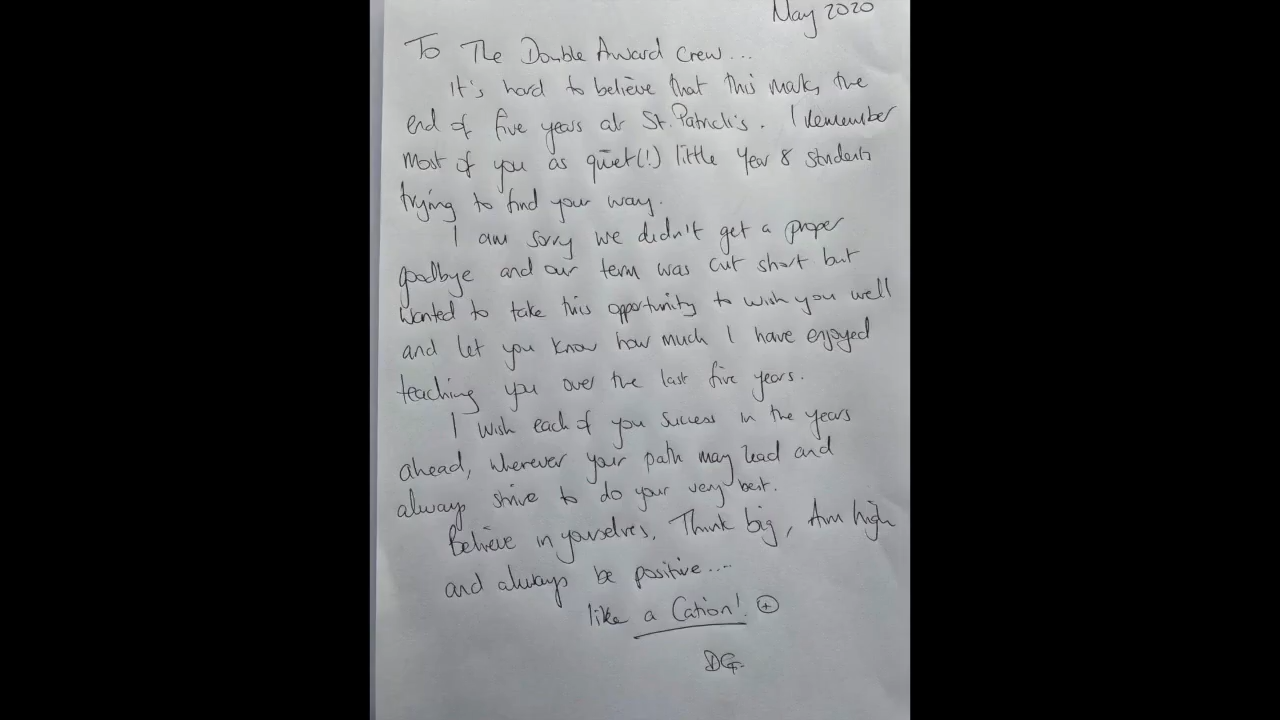 May 2020
To The Double Award Crew...
It's hard to believe that this marks the
end of five years at St. Patrick's. I remember
most of you as quiet(!) little Year 8 students
trying to find your way.
I am sorry we didn't get a proper
goodbye and our term was cut short but
wanted to take this opportunity to wish you well
and let you know how much I have enjoyed
teaching you over the last five years.
I wish each of you success in the years
ahead, wherever your path may lead and
always strive to do your very best.
Believe in yourselves, Think big, Aim high
and always be positive....
like a Cation! +
DG.